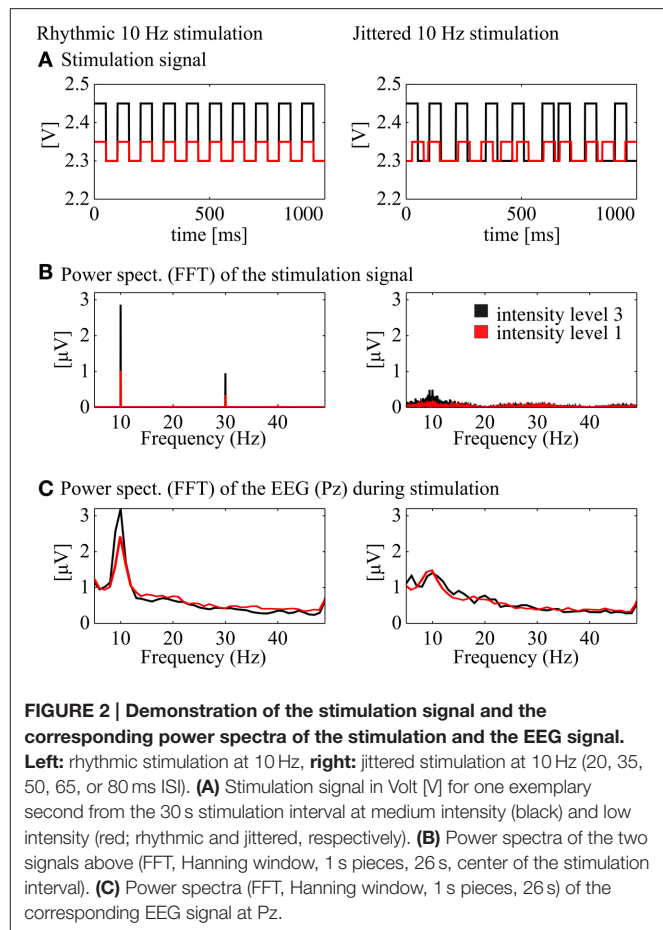 Rhythmic 10 Hz stimulation Jittered 10 Hz stimulation
A Stimulation signal
2.5 2.5
2.4 2.4
[V] [V]
2.3 2.3
2.2 2.2
0 500 1000 0 500 1000
time [ms] time [ms]
B Power spect. (FFT) of the stimulation signal
3 3
2 2
[µV] [µV]
1 1
0 0
intensity level 3
intensity level 1
10 20 30 40 10 20 30 40
Frequency (Hz) Frequency (Hz)
C Power spect. (FFT) of the EEG (Pz) during stimulation
3 3
2 2
[µV] [µV]
1 1
0 0
10 20 30 40 10 20 30 40
Frequency (Hz) Frequency (Hz)
FIGURE 2 | Demonstration of the stimulation signal and the
corresponding power spectra of the stimulation and the EEG signal.
Left: rhythmic stimulation at 10 Hz, right: jittered stimulation at 10 Hz (20, 35,
50, 65, or 80 ms ISI). (A) Stimulation signal in Volt [V] for one exemplary
second from the 30 s stimulation interval at medium intensity (black) and low
intensity (red; rhythmic and jittered, respectively). (B) Power spectra of the two
signals above (FFT, Hanning window, 1 s pieces, 26 s, center of the stimulation
interval). (C) Power spectra (FFT, Hanning window, 1 s pieces, 26 s) of the
corresponding EEG signal at Pz.